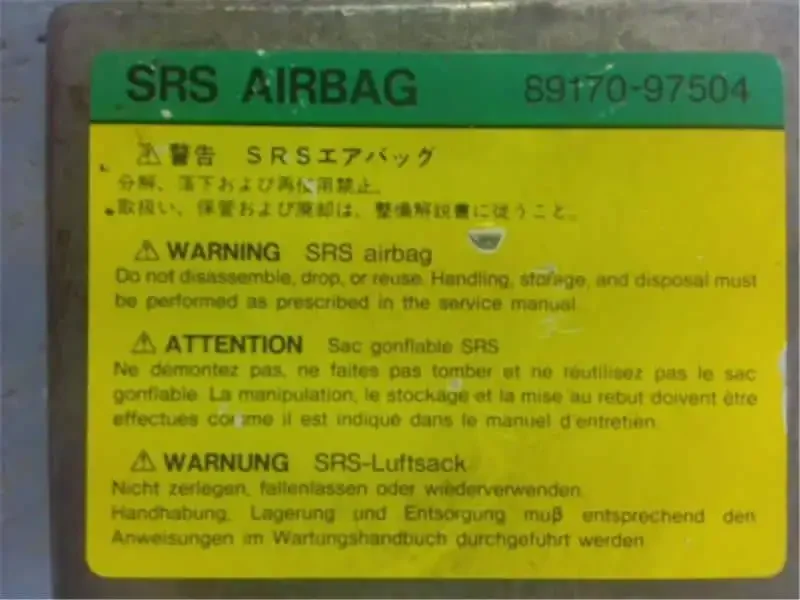 SRS AIRBAG 89170-97504
⚠警告 SRSエアバッグ
分解、落下および再使用禁止。
取扱い、保管および廃却は、整備解説書に従うこと。
⚠ WARNING SRS airbag
Do not disassemble, drop, or reuse. Handling, storage, and disposal must
be performed as prescribed in the service manual.
⚠ ATTENTION Sac gonflable SRS
Ne démontez pas, ne faites pas tomber et ne réutilisez pas le sac
gonflable. La manipulation, le stockage et la mise au rebut doivent être
effectués comme il est indiqué dans le manuel d'entretien.
⚠ WARNUNG SRS-Luftsack
Nicht zerlegen, fallenlassen oder wiederverwenden.
Handhabung, Lagerung und Entsorgung muβ entsprechend den
Anweisungen im Wartungshandbuch durchgeführt werden.